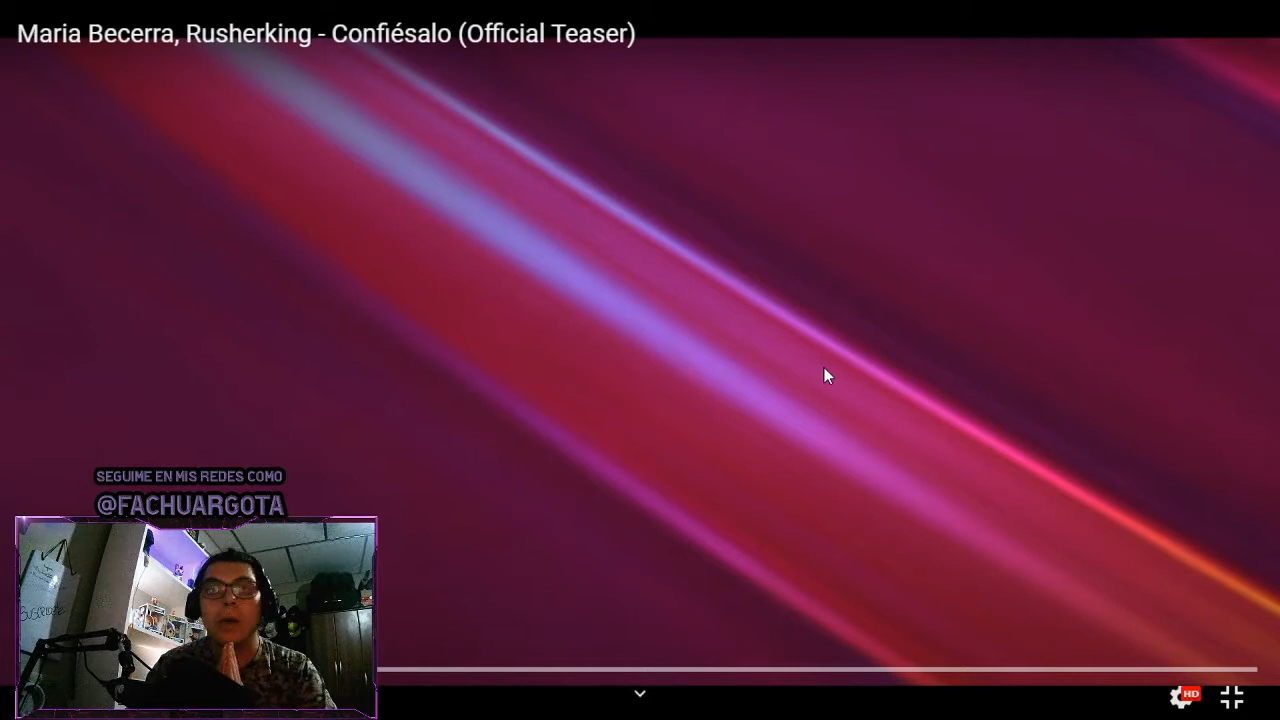 Maria Becerra, Rusherking - Confiésalo (Official Teaser)
SEGUIME EN MIS REDES COMO
@FACHUARGOTA
HD